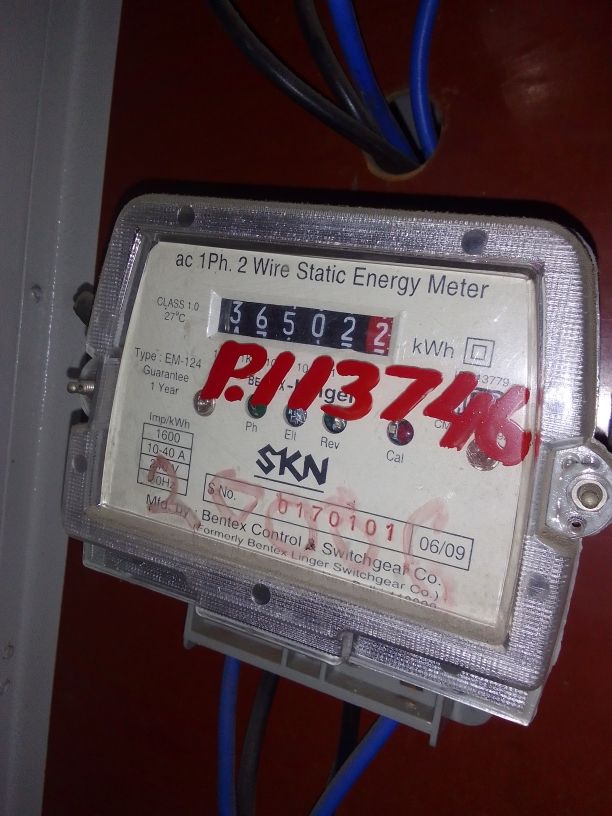 ac 1Ph. 2 Wire Static Energy Meter
CLASS 1.0
27°C
365022
kWh
Type : EM-124
Guarantee
1 Year
P.113746
Ph Elt Rev Cal
Imp/kWh
1600
10-40 A
SKN
S No. 0170101 06/09
Mfd. by : Bentex Control & Switchgear Co.
(Formerly Bentex Linger Switchgear Co.)